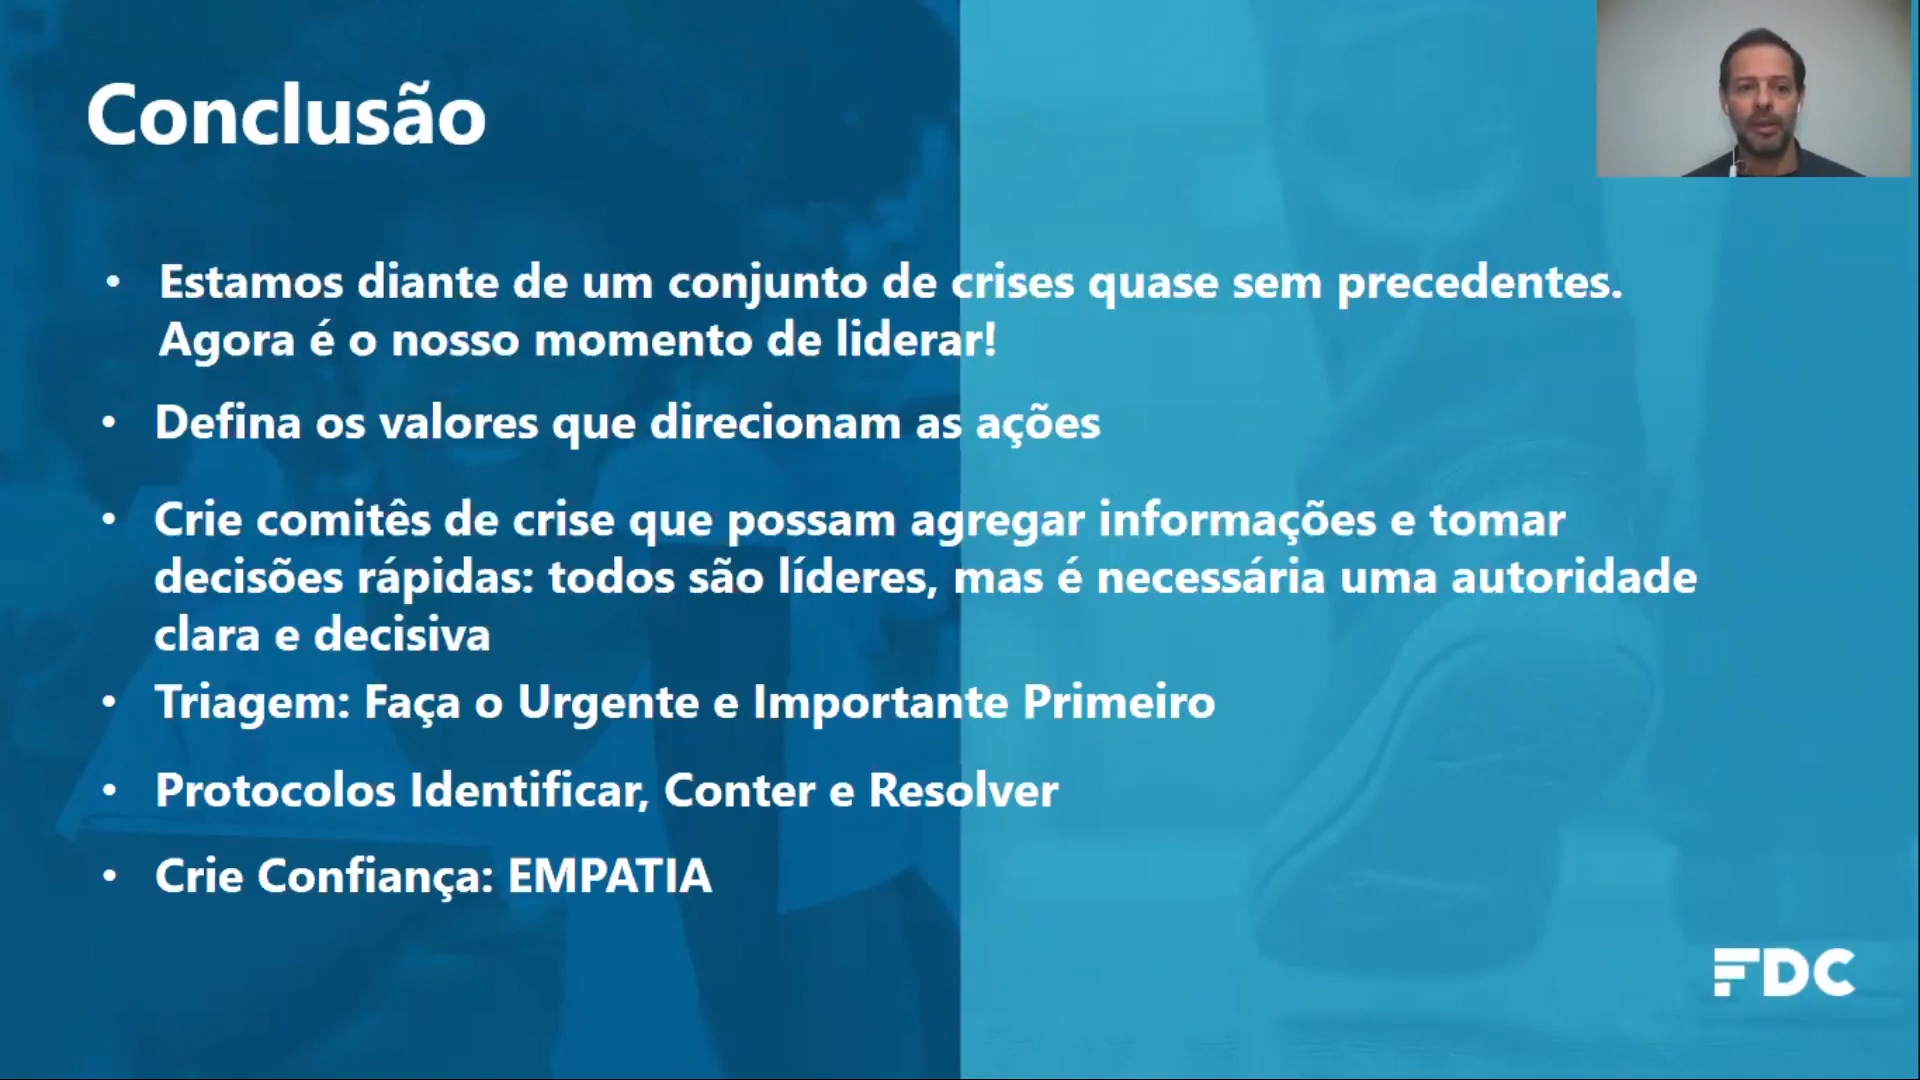 Conclusão
• Estamos diante de um conjunto de crises quase sem precedentes.
Agora é o nosso momento de liderar!
• Defina os valores que direcionam as ações
• Crie comitês de crise que possam agregar informações e tomar
decisões rápidas: todos são líderes, mas é necessária uma autoridade
clara e decisiva
• Triagem: Faça o Urgente e Importante Primeiro
• Protocolos Identificar, Conter e Resolver
• Crie Confiança: EMPATIA
FDC